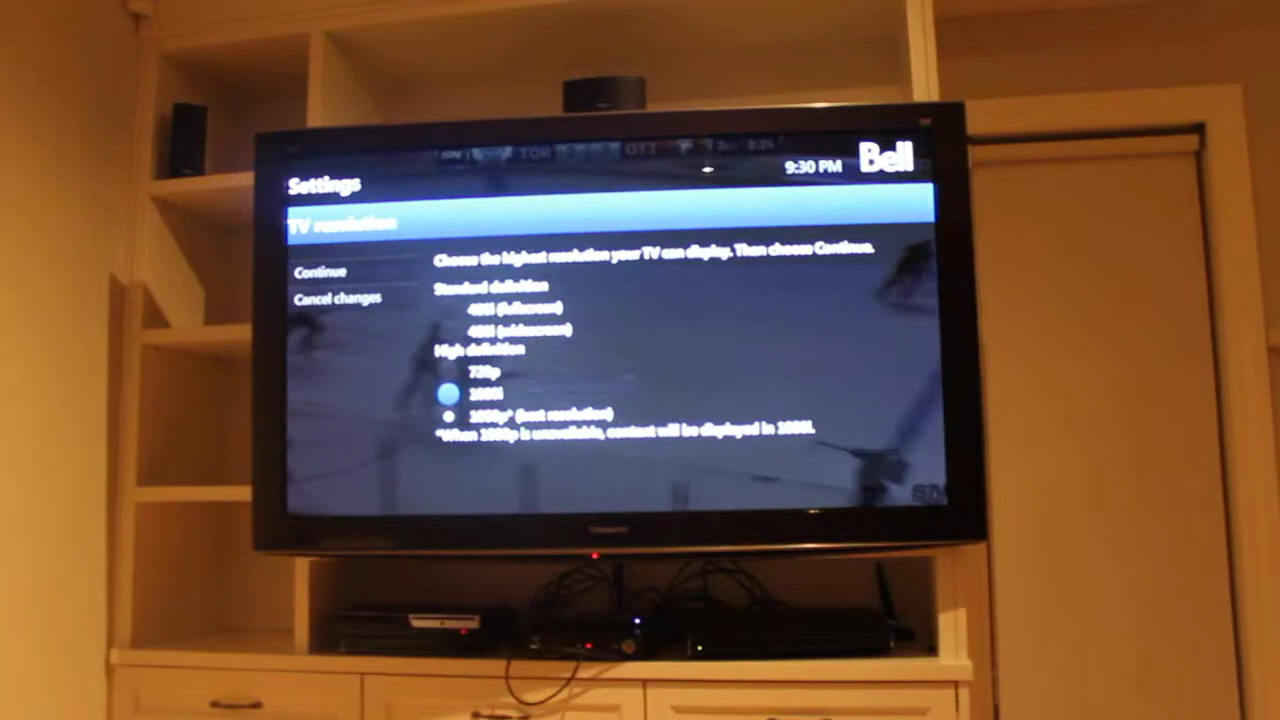 TOR OTT
9:30 PM Bell
Settings
TV resolution
Continue
Cancel changes
Choose the highest resolution your TV can display. Then choose Continue.
Standard definition
480i (fullscreen)
480i (widescreen)
High definition
720p
1080i
1080p* (best resolution)
*When 1080p is unavailable, content will be displayed in 1080i.